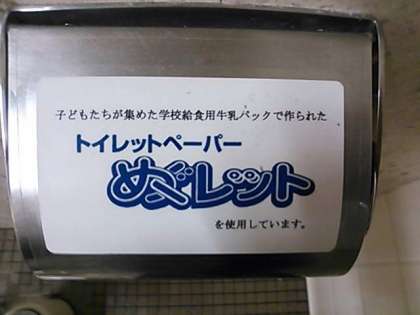 子どもたちが集めた学校給食用牛乳パックで作られた
トイレットペーパー
めぐレット
を使用しています。